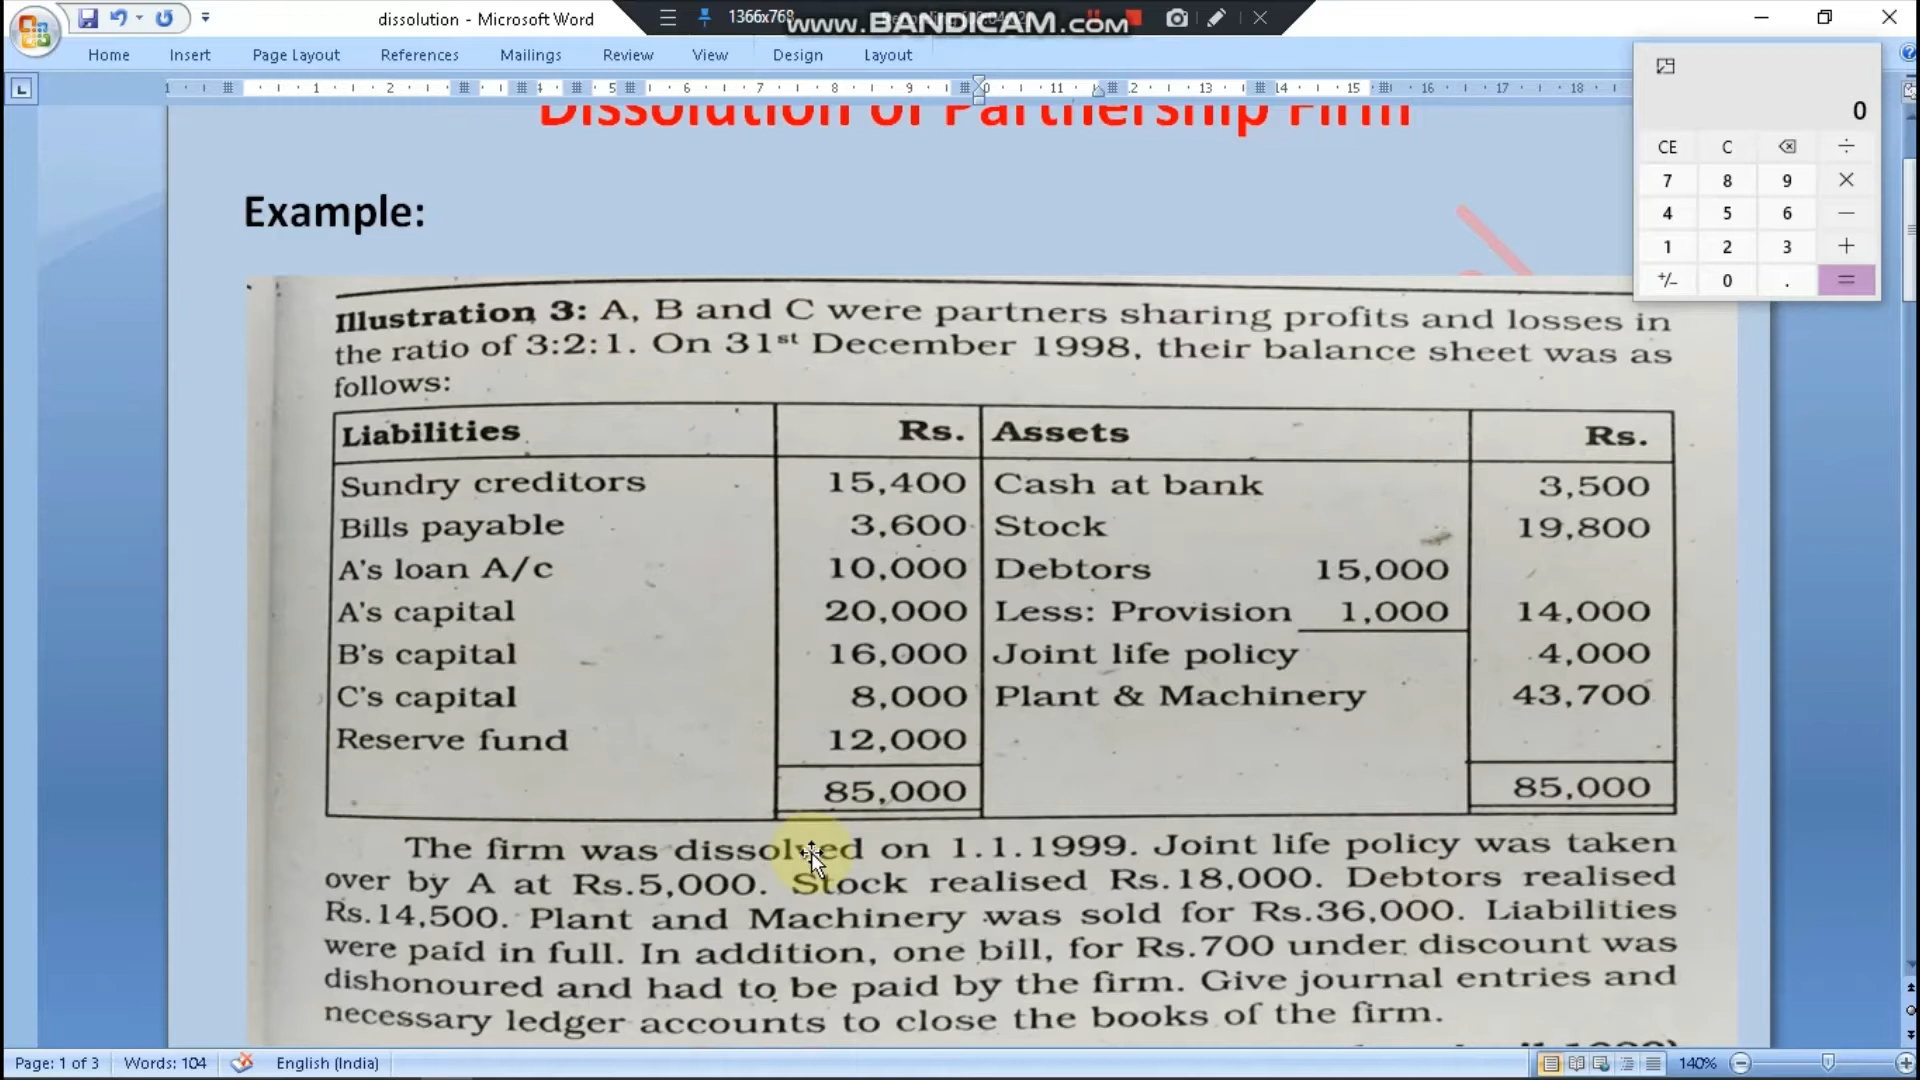 dissolution - Microsoft Word
1366x768
www.BANDICAM.com
Home Insert Page Layout References Mailings Review View Design Layout
0
CE C
7 8 9
4 5 6
1 2 3 +
+/- 0 . =
Dissolution of Partnership Firm
Example:
Illustration 3: A, B and C were partners sharing profits and losses in
the ratio of 3:2:1. On 31st December 1998, their balance sheet was as
follows:
Liabilities Rs. Assets Rs.
Sundry creditors 15,400 Cash at bank 3,500
Bills payable 3,600 Stock 19,800
A's loan A/c 10,000 Debtors 15,000
A's capital 20,000 Less: Provision 1,000 14,000
B's capital 16,000 Joint life policy 4,000
C's capital 8,000 Plant & Machinery 43,700
Reserve fund 12,000
85,000 85,000
The firm was dissolved on 1.1.1999. Joint life policy was taken
over by A at Rs.5,000. Stock realised Rs.18,000. Debtors realised
Rs.14,500. Plant and Machinery was sold for Rs.36,000. Liabilities
were paid in full. In addition, one bill, for Rs.700 under discount was
dishonoured and had to be paid by the firm. Give journal entries and
necessary ledger accounts to close the books of the firm.
Page: 1 of 3 Words: 104 English (India) 140%